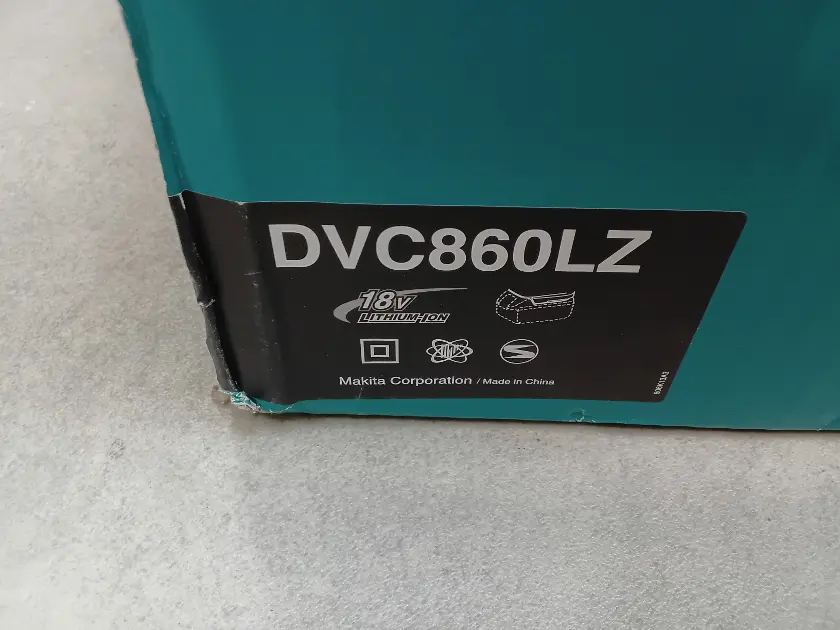 DVC860LZ
18V
LITHIUM-ION
Makita Corporation / Made in China